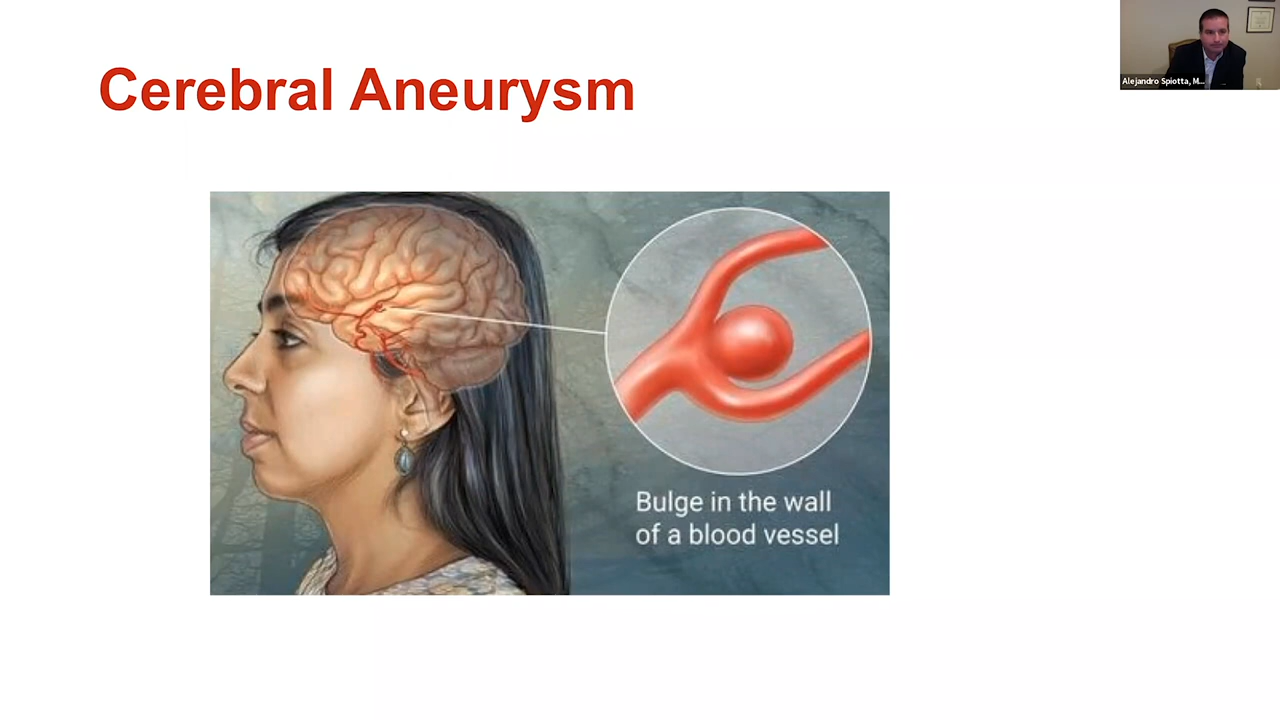 Cerebral Aneurysm
Alejandro Spiotta, M...
Bulge in the wall
of a blood vessel